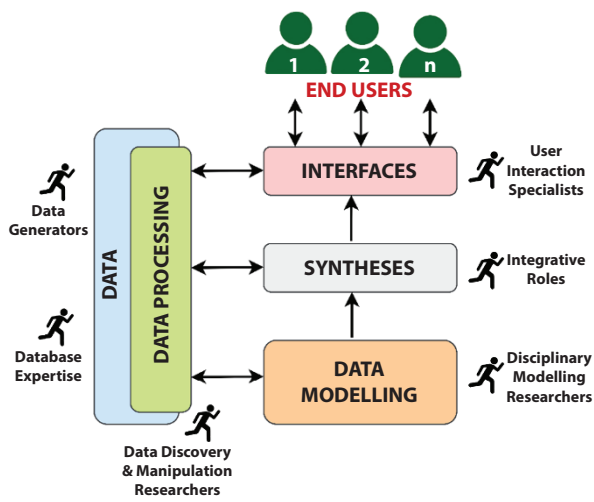 1 2 n
END USERS
INTERFACES
User
Interaction
Specialists
Data
Generators
DATA
DATA PROCESSING
SYNTHESES
Integrative
Roles
Database
Expertise
DATA
MODELLING
Disciplinary
Modelling
Researchers
Data Discovery
& Manipulation
Researchers